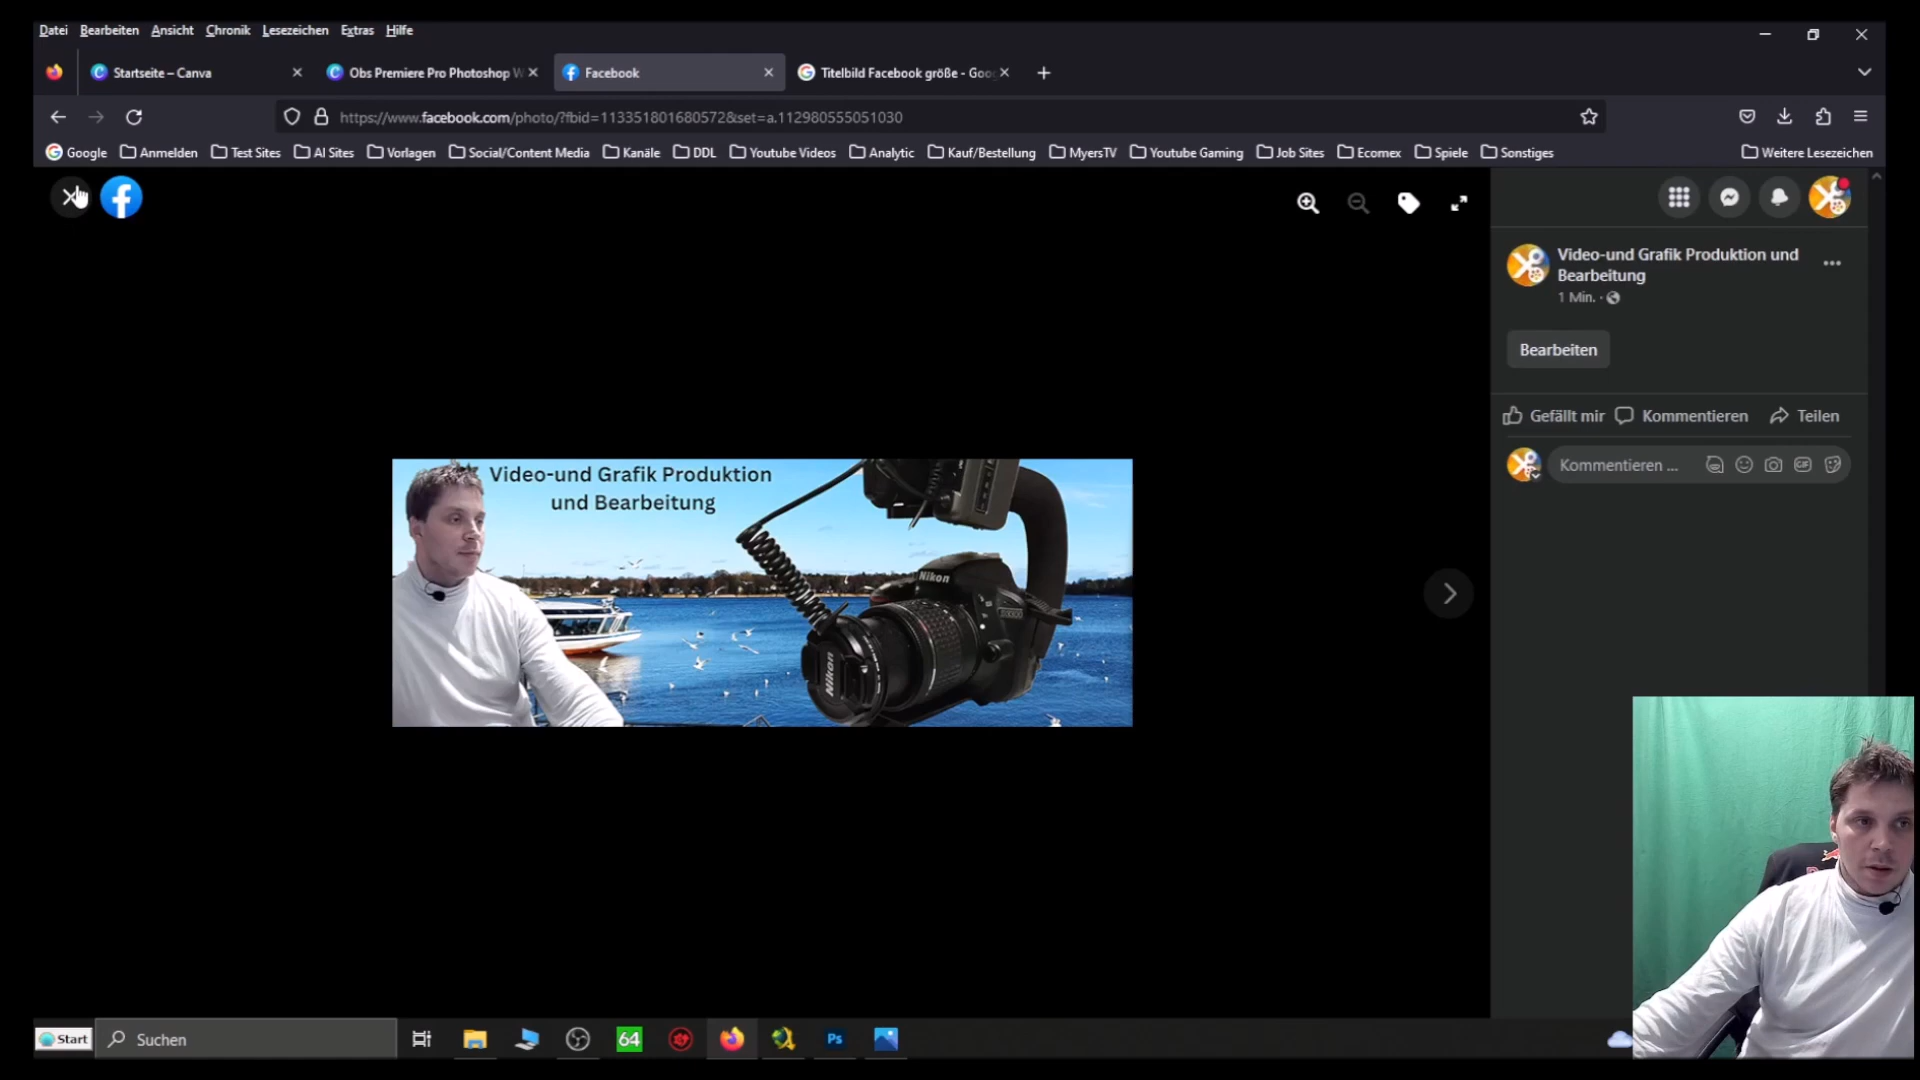 Datei Bearbeiten Ansicht Chronik Lesezeichen Extras Hilfe
Startseite – Canva Obs Premiere Pro Photoshop Facebook Titelbild Facebook größe - Goo
https://www.facebook.com/photo/?fbid=113351801680572&set=a.112980555051030
Google Anmelden Test Sites AI Sites Vorlagen Social/Content Media Kanäle DDL Youtube Videos Analytic Kauf/Bestellung MyersTV Youtube Gaming Job Sites Ecomex Spiele Sonstiges Weitere Lesezeichen
Video-und Grafik Produktion und
Bearbeitung
1 Min. ·
Bearbeiten
Gefällt mir Kommentieren Teilen
Kommentieren ...
GIF
Video-und Grafik Produktion
und Bearbeitung
Nikon
Nikon
Start Suchen 64 Ps